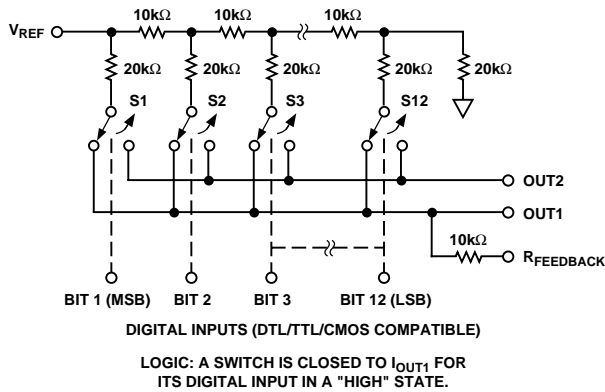 10kΩ 10kΩ 10kΩ
VREF
20kΩ 20kΩ 20kΩ 20kΩ 20kΩ
S1 S2 S3 S12
OUT2
OUT1
10kΩ
RFEEDBACK
BIT 1 (MSB) BIT 2 BIT 3 BIT 12 (LSB)
DIGITAL INPUTS (DTL/TTL/CMOS COMPATIBLE)
LOGIC: A SWITCH IS CLOSED TO IOUT1 FOR
ITS DIGITAL INPUT IN A "HIGH" STATE.